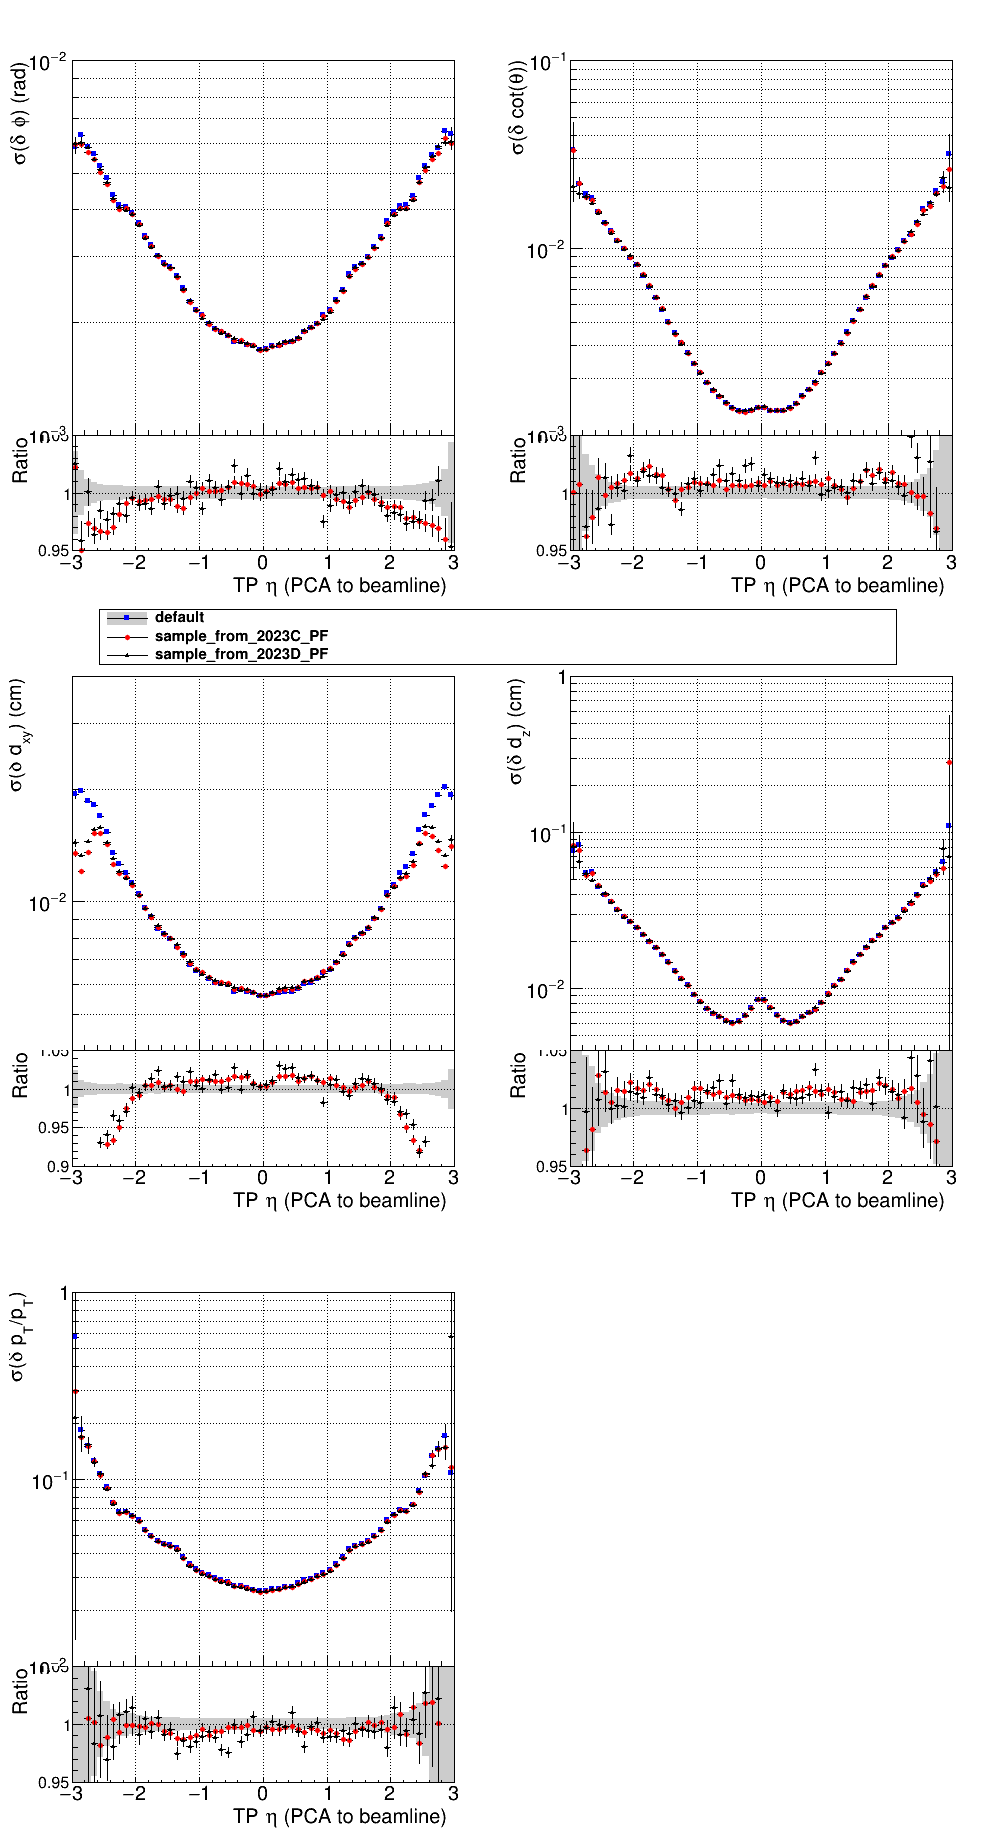 σ(δ φ) (rad)
10⁻²
10⁻³
Ratio
1
0.95
−3 −2 −1 0 1 2 3
TP η (PCA to beamline)
σ(δ cot(θ))
10⁻¹
10⁻²
10⁻³
Ratio
1
0.95
−3 −2 −1 0 1 2 3
TP η (PCA to beamline)
default
sample_from_2023C_PF
sample_from_2023D_PF
σ(δ d_xy) (cm)
10⁻²
Ratio
1.05
1
0.95
0.9
−3 −2 −1 0 1 2 3
TP η (PCA to beamline)
σ(δ d_z) (cm)
1
10⁻¹
10⁻²
Ratio
1.05
1
0.95
−3 −2 −1 0 1 2 3
TP η (PCA to beamline)
σ(δ p_T/p_T)
1
10⁻¹
10⁻²
Ratio
1
0.95
−3 −2 −1 0 1 2 3
TP η (PCA to beamline)